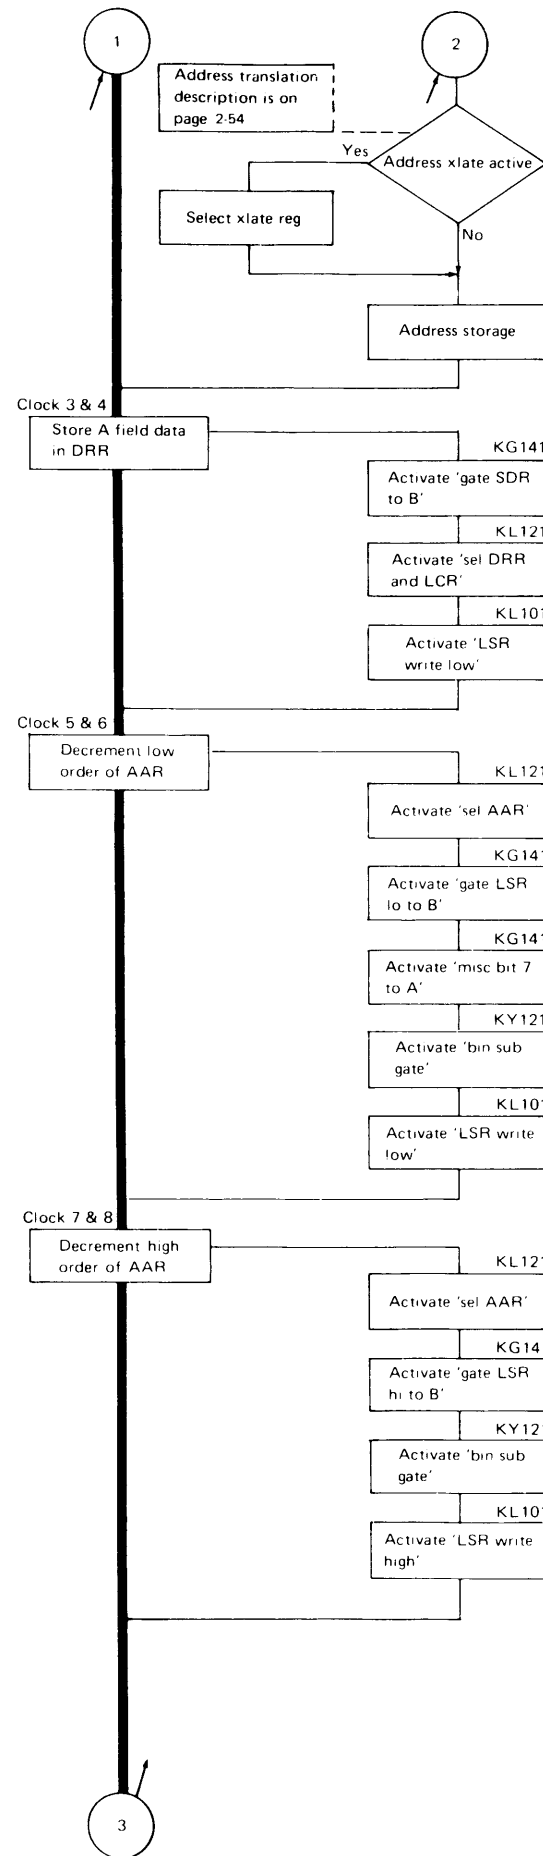 1
2
Address translation
description is on
page 2-54
Yes
Address xlate active
Select xlate reg
No
Address storage
Clock 3 & 4
Store A field data
in DRR
KG141
Activate 'gate SDR
to B'
KL121
Activate 'sel DRR
and LCR'
KL101
Activate 'LSR
write low'
Clock 5 & 6
Decrement low
order of AAR
KL121
Activate 'sel AAR'
KG141
Activate 'gate LSR
lo to B'
KG141
Activate 'misc bit 7
to A'
KY121
Activate 'bin sub
gate'
KL101
Activate 'LSR write
low'
Clock 7 & 8
Decrement high
order of AAR
KL121
Activate 'sel AAR'
KG14
Activate 'gate LSR
hi to B'
KY121
Activate 'bin sub
gate'
KL101
Activate 'LSR write
high'
3